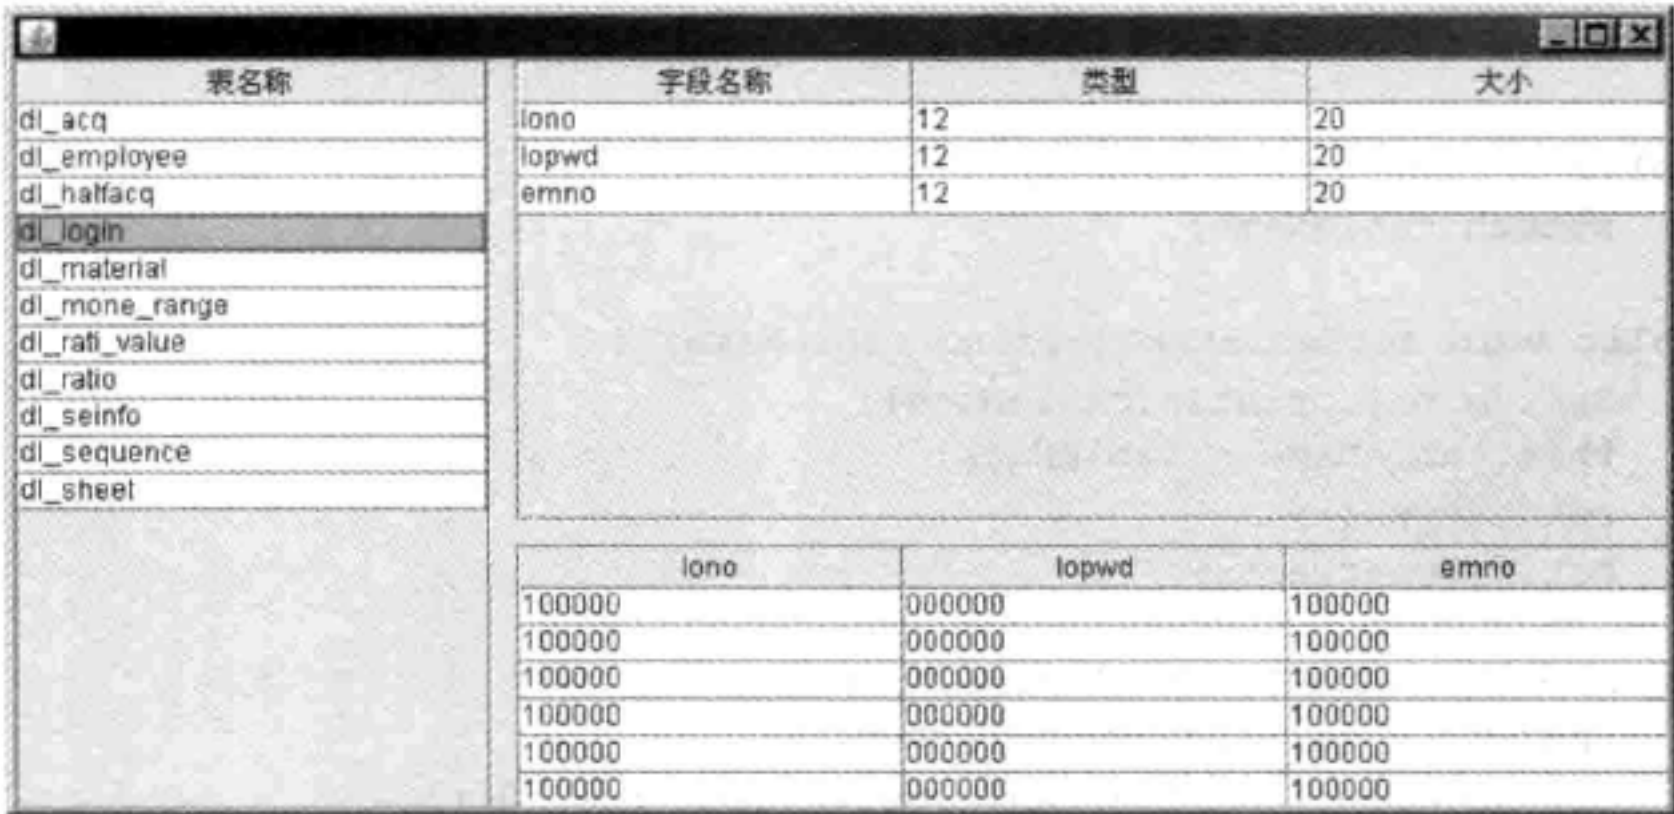 表名称
dl_acq
dl_employee
dl_halfacq
dl_login
dl_material
dl_mone_range
dl_rati_value
dl_ratio
dl_seinfo
dl_sequence
dl_sheet
字段名称 类型 大小
lono 12 20
lopwd 12 20
emno 12 20
lono lopwd emno
100000 000000 100000
100000 000000 100000
100000 000000 100000
100000 000000 100000
100000 000000 100000
100000 000000 100000